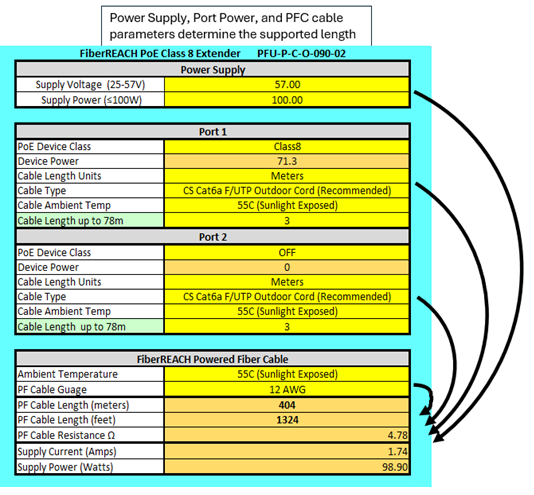 Power Supply, Port Power, and PFC cable
parameters determine the supported length
FiberREACH PoE Class 8 Extender PFU-P-C-O-090-02
Power Supply
Supply Voltage (25-57V) 57.00
Supply Power (≤100W) 100.00
Port 1
PoE Device Class Class8
Device Power 71.3
Cable Length Units Meters
Cable Type CS Cat6a F/UTP Outdoor Cord (Recommended)
Cable Ambient Temp 55C (Sunlight Exposed)
Cable Length up to 78m 3
Port 2
PoE Device Class OFF
Device Power 0
Cable Length Units Meters
Cable Type CS Cat6a F/UTP Outdoor Cord (Recommended)
Cable Ambient Temp 55C (Sunlight Exposed)
Cable Length up to 78m 3
FiberREACH Powered Fiber Cable
Ambient Temperature 55C (Sunlight Exposed)
PF Cable Guage 12 AWG
PF Cable Length (meters) 404
PF Cable Length (feet) 1324
PF Cable Resistance Ω 4.78
Supply Current (Amps) 1.74
Supply Power (Watts) 98.90